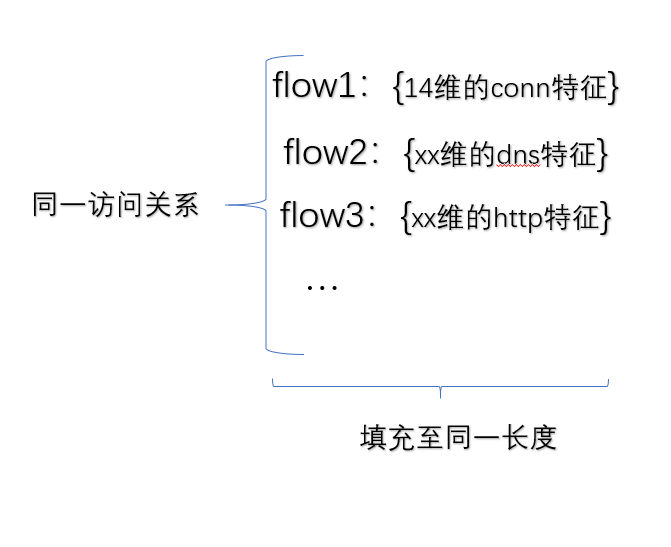 flow1：{14维的conn特征}
flow2：{xx维的dns特征}
同一访问关系
flow3：{xx维的http特征}
…
填充至同一长度